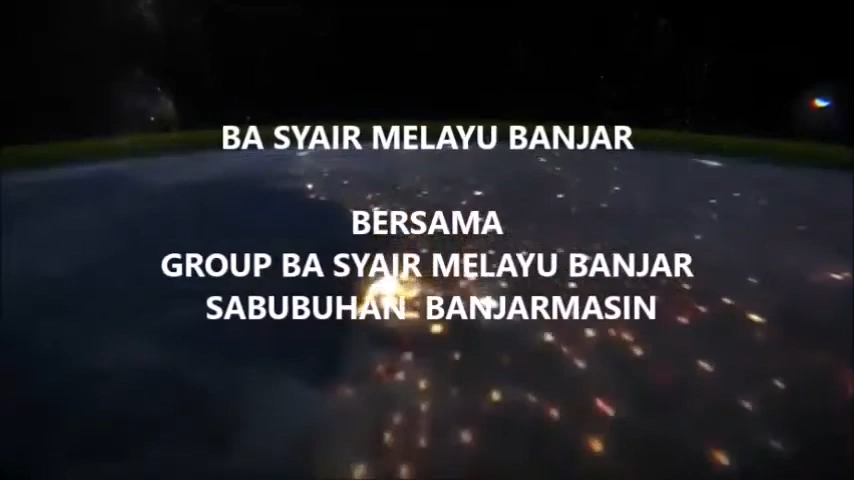 BA SYAIR MELAYU BANJAR
BERSAMA
GROUP BA SYAIR MELAYU BANJAR
SABUBUHAN BANJARMASIN